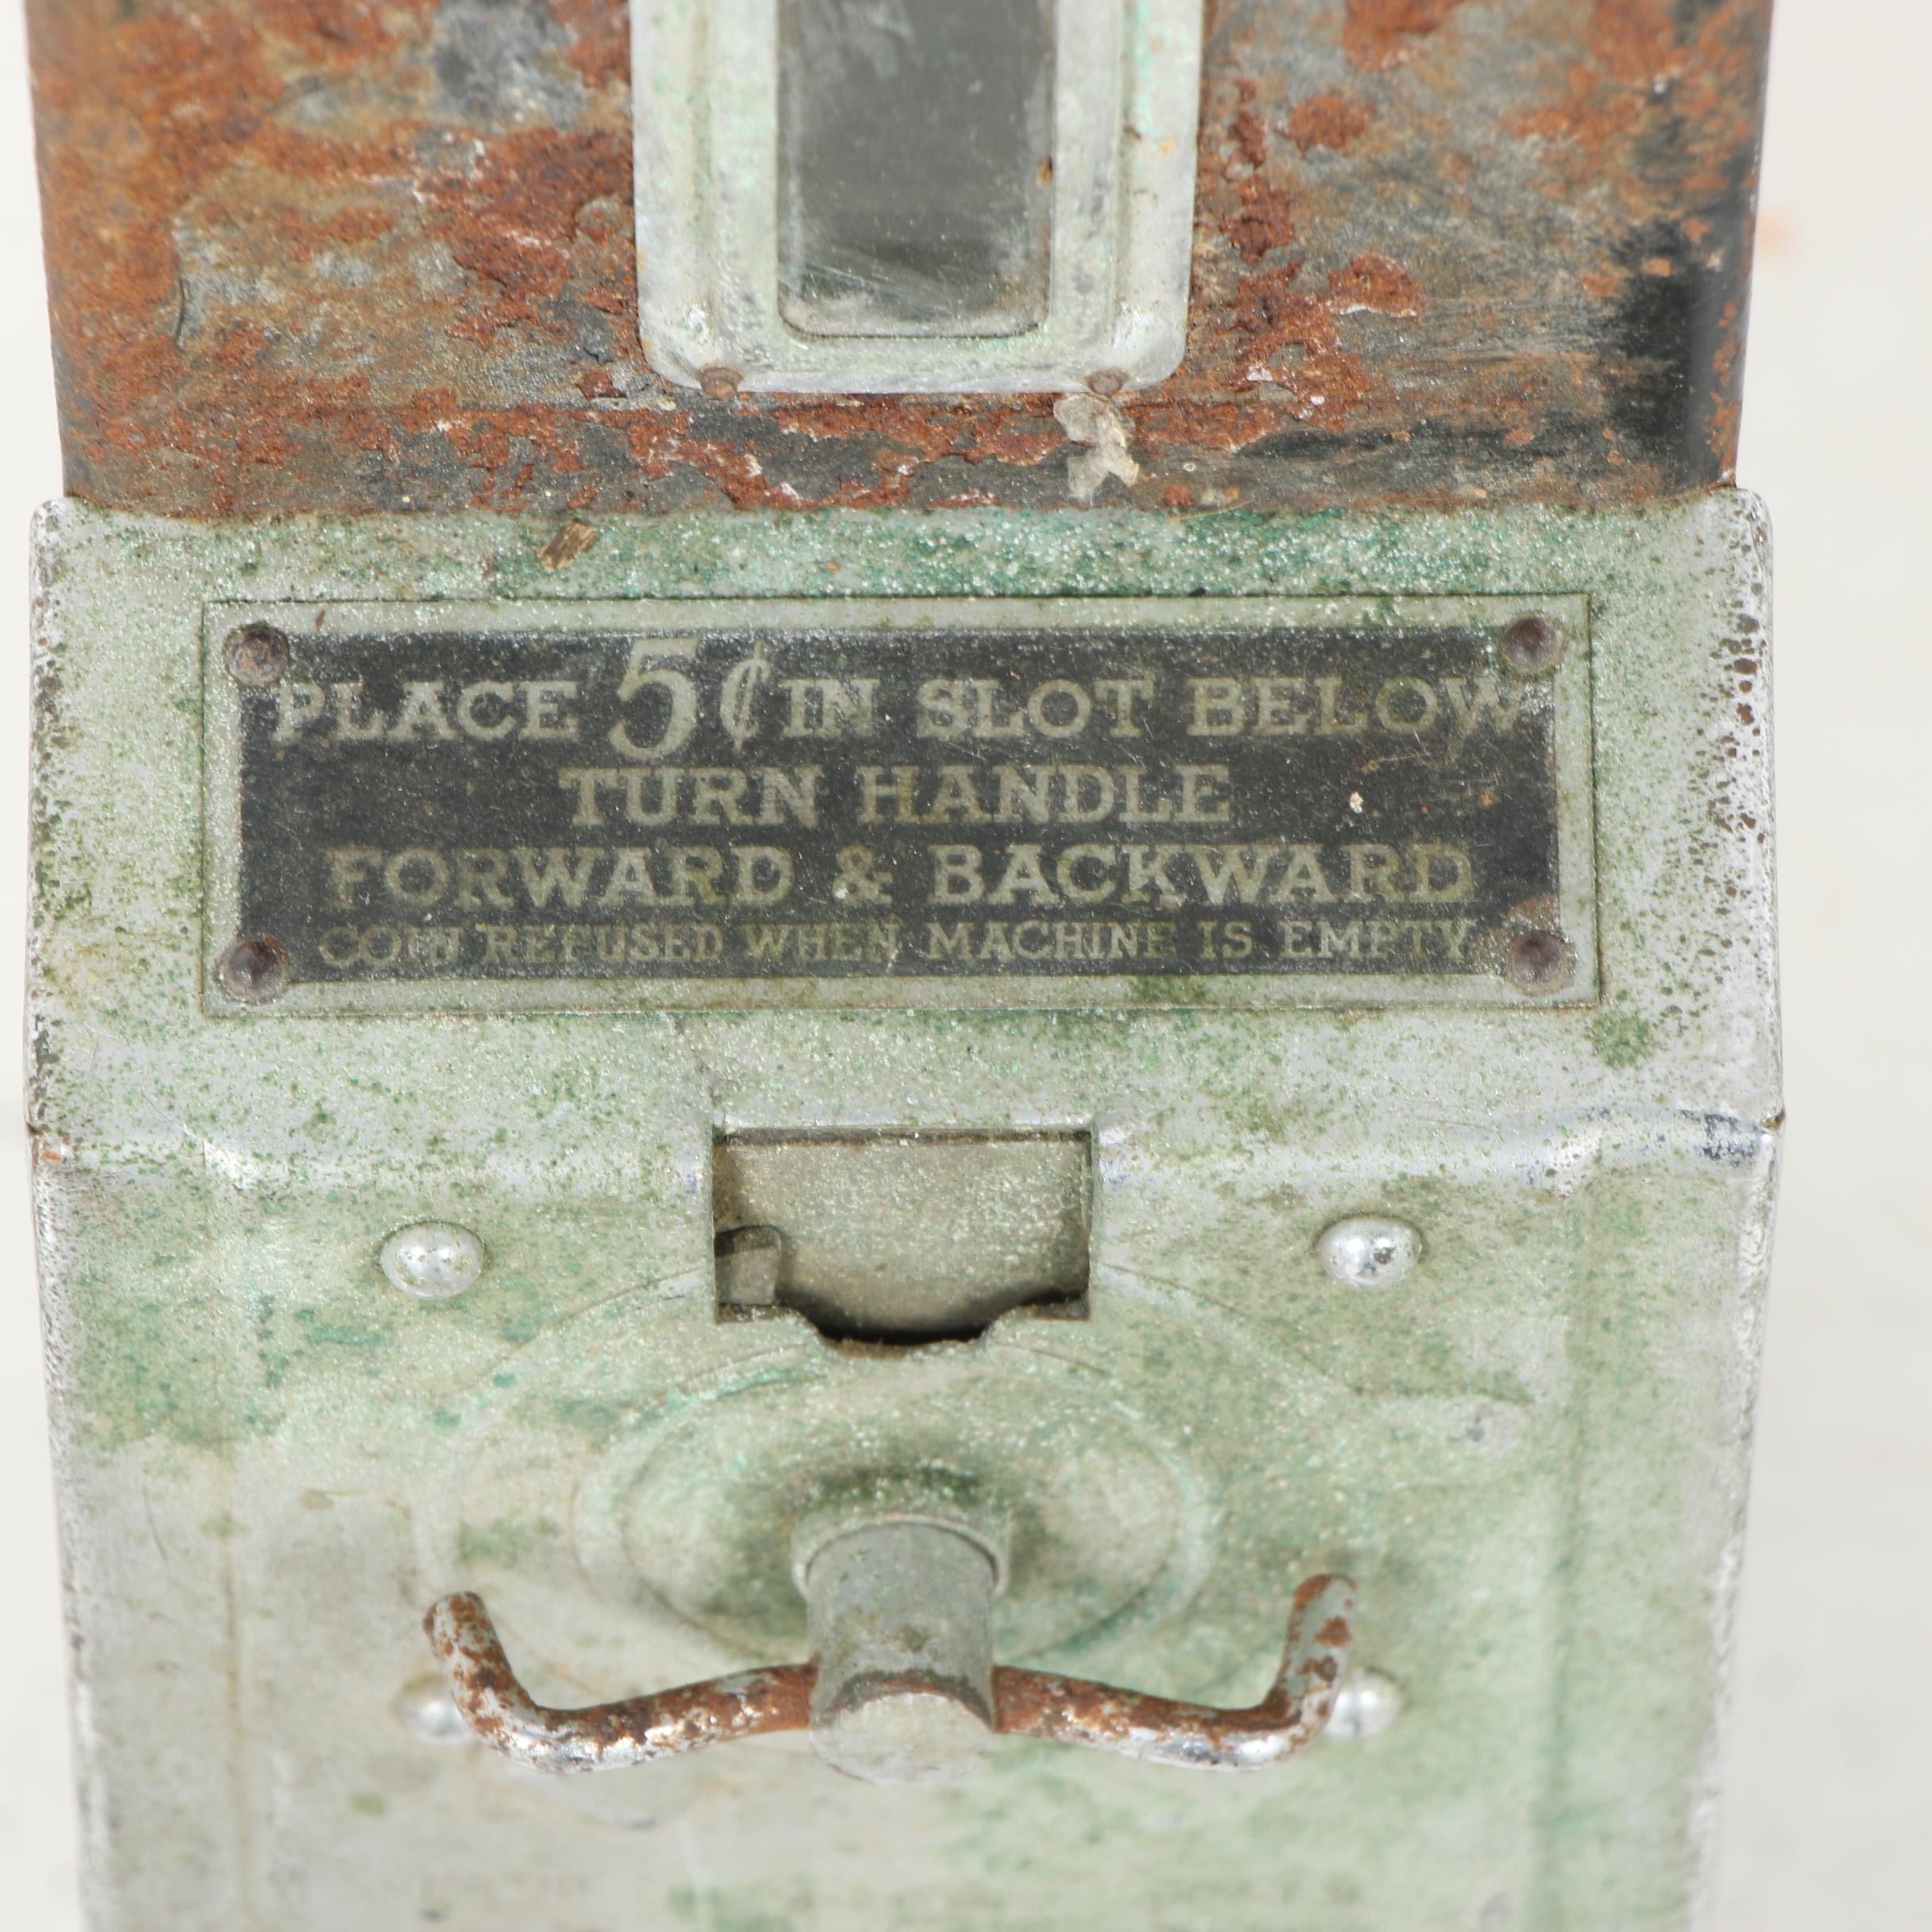 PLACE 5¢ IN SLOT BELOW
TURN HANDLE
FORWARD & BACKWARD
COIN REFUSED WHEN MACHINE IS EMPTY